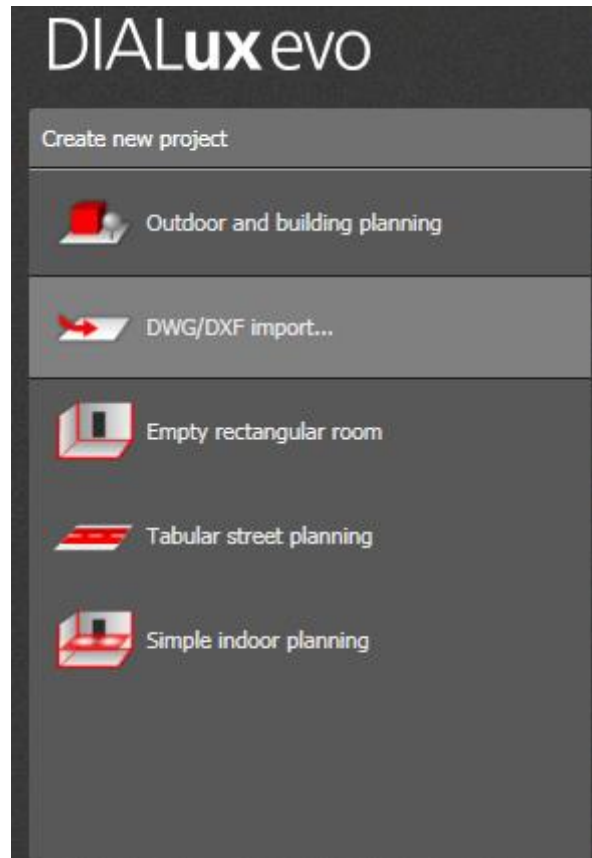 DIALux evo
Create new project
Outdoor and building planning
DWG/DXF import...
Empty rectangular room
Tabular street planning
Simple indoor planning